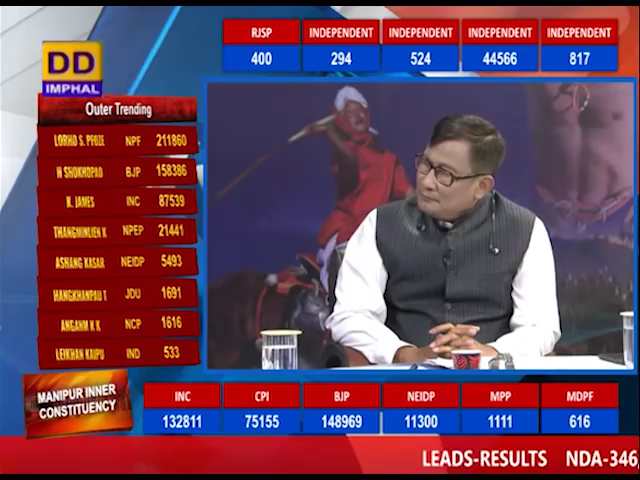 RJSP INDEPENDENT INDEPENDENT INDEPENDENT INDEPENDENT
400 294 524 44566 817
DD
IMPHAL
Outer Trending
LORHO S. PFOZE NPF 211860
H SHOKHOPAO BJP 158386
K. JAMES INC 87539
THANGMINLIEN K NPEP 21441
ASHANG KASAR NEIDP 5493
HANGKHANPAU T JDU 1691
ANGAM K K NCP 1616
LEIKHAN KAIPU IND 533
MANIPUR INNER
CONSTITUENCY
INC CPI BJP NEIDP MPP MDPF
132811 75155 148969 11300 1111 616
LEADS-RESULTS NDA-346,